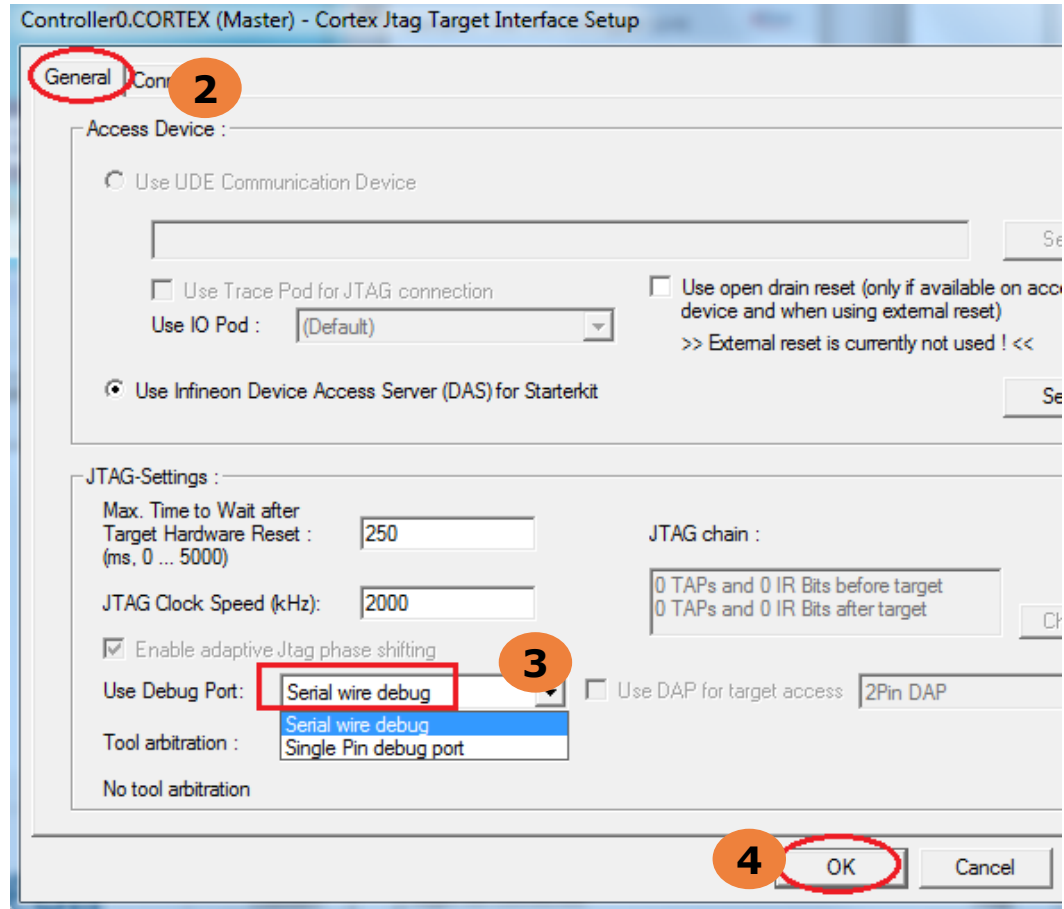 Controller0.CORTEX (Master) - Cortex Jtag Target Interface Setup
General
2
Access Device :
Use UDE Communication Device
Use Trace Pod for JTAG connection
Use IO Pod : (Default)
Use open drain reset (only if available on
device and when using external reset)
>> External reset is currently not used ! <<
Use Infineon Device Access Server (DAS) for Starterkit
JTAG-Settings :
Max. Time to Wait after
Target Hardware Reset : 250
(ms, 0 ... 5000)
JTAG chain :
0 TAPs and 0 IR Bits before target
0 TAPs and 0 IR Bits after target
JTAG Clock Speed (kHz): 2000
Enable adaptive Jtag phase shifting
3
Use Debug Port: Serial wire debug
Use DAP for target access 2Pin DAP
Serial wire debug
Single Pin debug port
Tool arbitration :
No tool arbitration
4
OK
Cancel